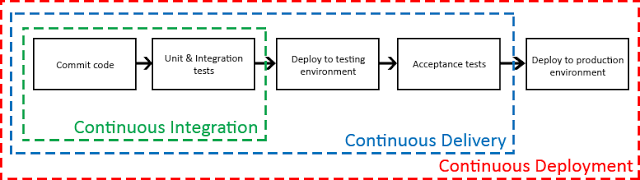 Commit code
Unit & Integration
tests
Deploy to testing
environment
Acceptance tests
Deploy to production
environment
Continuous Integration
Continuous Delivery
Continuous Deployment